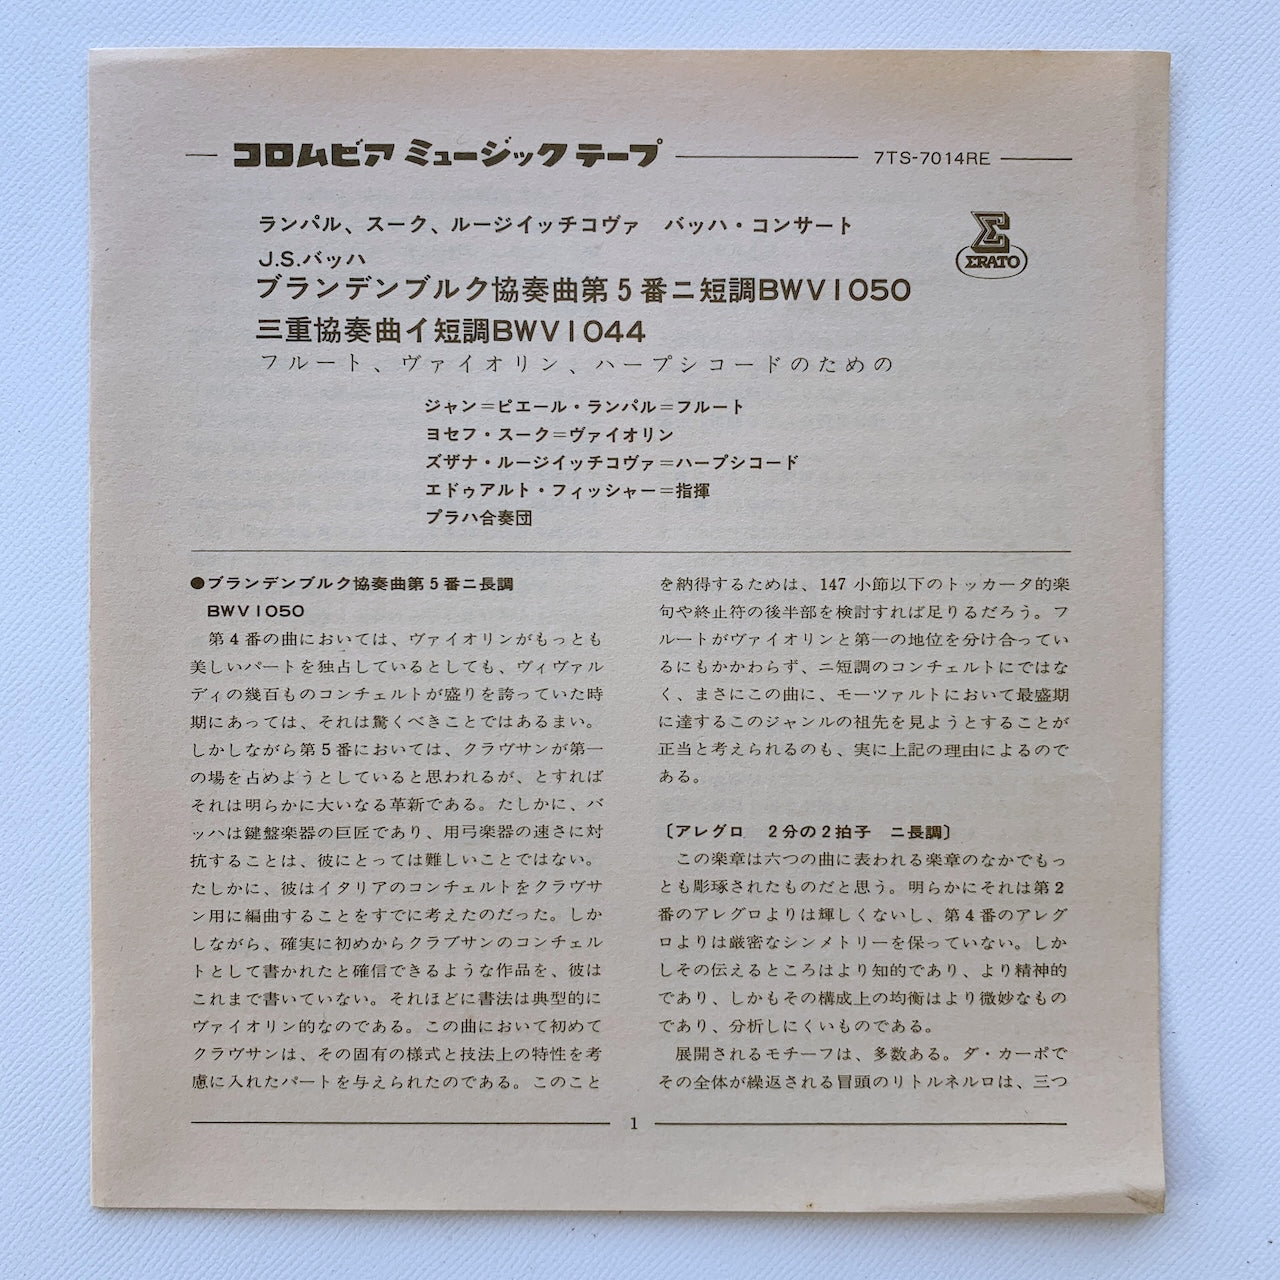 コロムビア ミュージック テープ 7TS-7014RE
ランパル、スーク、ルージイッチコヴァ バッハ・コンサート
ERATO
J.S.バッハ
ブランデンブルク協奏曲第5番ニ短調BWV1050
三重協奏曲イ短調BWV1044
フルート、ヴァイオリン、ハープシコードのための
ジャン=ピエール・ランパル=フルート
ヨセフ・スーク=ヴァイオリン
ズザナ・ルージイッチコヴァ=ハープシコード
エドゥアルト・フィッシャー=指揮
プラハ合奏団
●ブランデンブルク協奏曲第5番ニ長調
BWV1050
第4番の曲においては、ヴァイオリンがもっとも
美しいパートを独占しているとしても、ヴィヴァル
ディの幾百ものコンチェルトが盛りを誇っていた時
期にあっては、それは驚くべきことではあるまい。
しかしながら第5番においては、クラヴサンが第一
の場を占めようとしていると思われるが、とすれば
それは明らかに大いなる革新である。たしかに、バ
ッハは鍵盤楽器の巨匠であり、用弓楽器の速さに対
抗することは、彼にとっては難しいことではない。
たしかに、彼はイタリアのコンチェルトをクラヴサ
ン用に編曲することをすでに考えたのだった。しか
しながら、確実に初めからクラブサンのコンチェル
トとして書かれたと確信できるような作品を、彼は
これまで書いていない。それほどに書法は典型的に
ヴァイオリン的なのである。この曲において初めて
クラヴサンは、その固有の様式と技法上の特性を考
慮に入れたパートを与えられたのである。このこと
を納得するためは、147 小節以下のトッカータ的楽
句や終止符の後半部を検討すれば足りるだろう。フ
ルートがヴァイオリンと第一の地位を分け合ってい
るにもかかわらず、ニ短調のコンチェルトにではな
く、まさにこの曲に、モーツァルトにおいて最盛期
に達するこのジャンルの祖先を見ようとすることが
正当と考えられるのも、実に上記の理由によるので
ある。
〔アレグロ 2分の2拍子 ニ長調〕
この楽章は六つの曲に表われる楽章のなかでもっ
とも彫琢されたものだと思う。明らかにそれは第2
番のアレグロよりは輝しくないし、第4番のアレグ
ロよりは厳密なシンメトリーを保っていない。しか
しその伝えるところはより知的であり、より精神的
であり、しかもその構成上の均衡はより微妙なもの
であり、分析しにくいものである。
展開されるモチーフは、多数ある。ダ・カーポで
その全体が繰返される冒頭のリトルネルロは、三つ
1